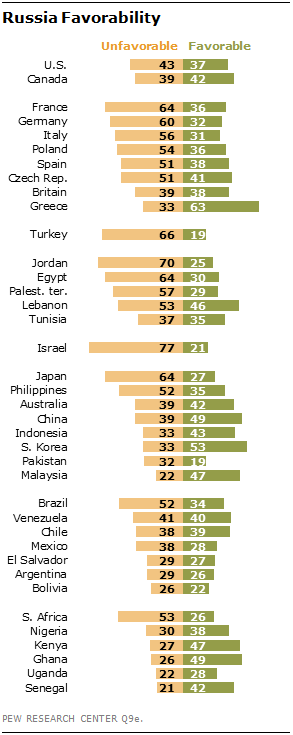 Russia Favorability
Unfavorable Favorable
U.S. 43 37
Canada 39 42
France 64 36
Germany 60 32
Italy 56 31
Poland 54 36
Spain 51 38
Czech Rep. 51 41
Britain 39 38
Greece 33 63
Turkey 66 19
Jordan 70 25
Egypt 64 30
Palest. ter. 57 29
Lebanon 53 46
Tunisia 37 35
Israel 77 21
Japan 64 27
Philippines 52 35
Australia 39 42
China 39 49
Indonesia 33 43
S. Korea 33 53
Pakistan 32 19
Malaysia 22 47
Brazil 52 34
Venezuela 41 40
Chile 38 39
Mexico 38 28
El Salvador 29 27
Argentina 29 26
Bolivia 26 22
S. Africa 53 26
Nigeria 30 38
Kenya 27 47
Ghana 26 49
Uganda 22 28
Senegal 21 42
PEW RESEARCH CENTER Q9e.